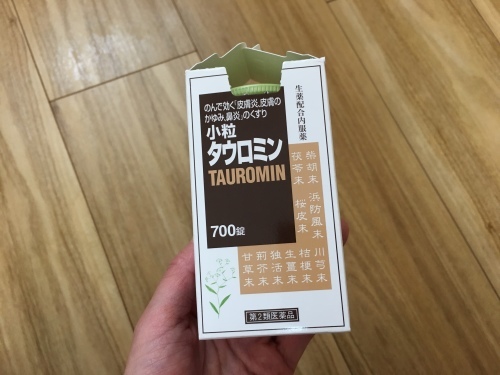 のんで効く「皮膚炎、皮膚の
かゆみ、鼻炎」のくすり
小粒
タウロミン
TAUROMIN
700錠
生薬配合内服薬
柴胡末
浜防風末
川芎末
茯苓末
桜皮末
桔梗末
生薑末
独活末
荊芥末
甘草末
第2類医薬品